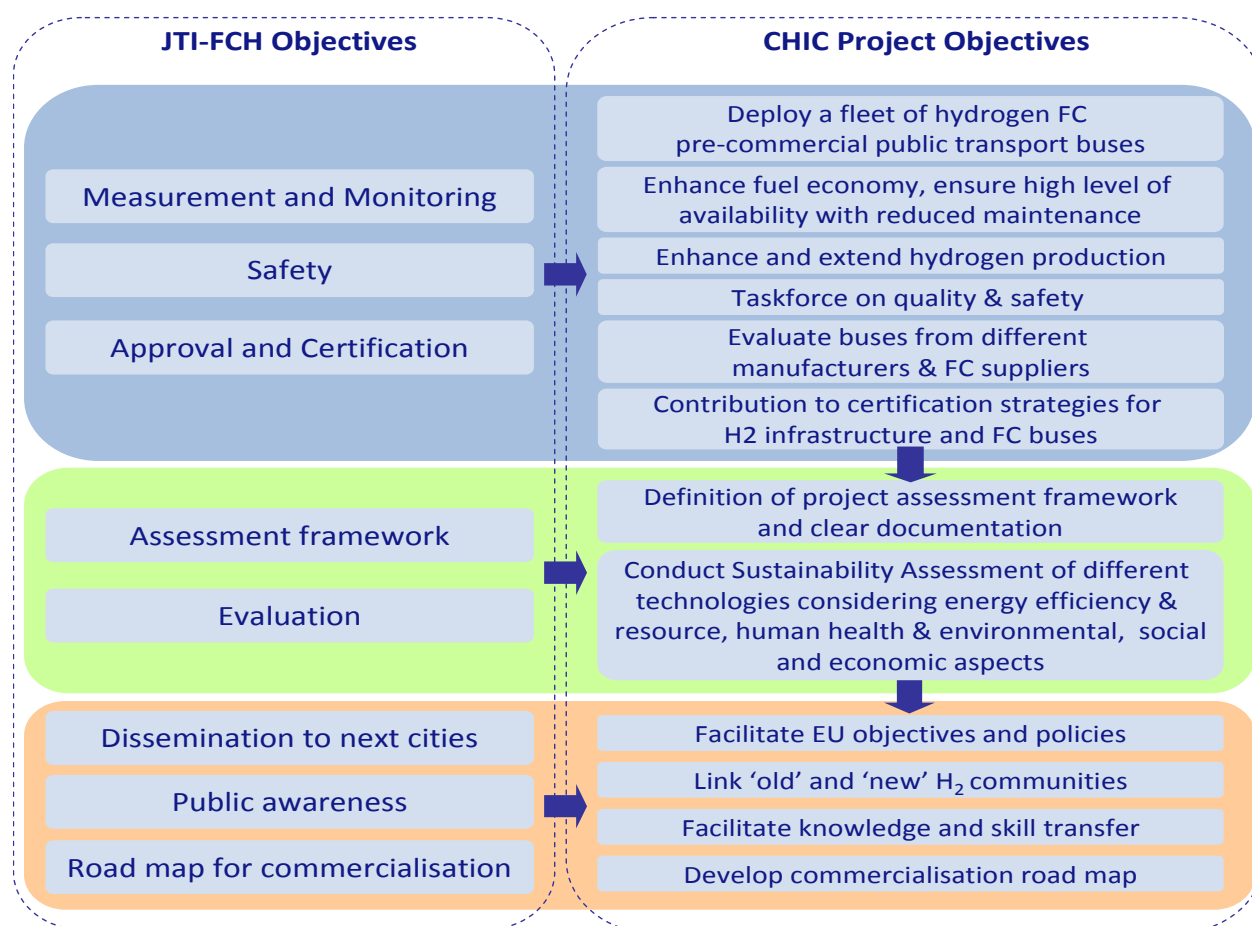 JTI-FCH Objectives
CHIC Project Objectives
Measurement and Monitoring
Safety
Approval and Certification
Deploy a fleet of hydrogen FC
pre-commercial public transport buses
Enhance fuel economy, ensure high level of
availability with reduced maintenance
Enhance and extend hydrogen production
Taskforce on quality & safety
Evaluate buses from different
manufacturers & FC suppliers
Contribution to certification strategies for
H2 infrastructure and FC buses
Assessment framework
Evaluation
Definition of project assessment framework
and clear documentation
Conduct Sustainability Assessment of different
technologies considering energy efficiency &
resource, human health & environmental, social
and economic aspects
Dissemination to next cities
Public awareness
Road map for commercialisation
Facilitate EU objectives and policies
Link ‘old’ and ‘new’ H₂ communities
Facilitate knowledge and skill transfer
Develop commercialisation road map